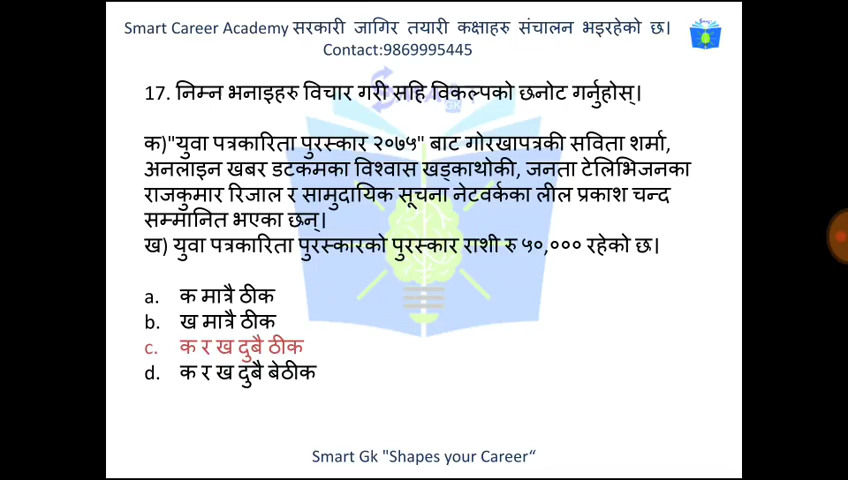 Smart Career Academy सरकारी जागिर तयारी कक्षाहरु संचालन भइरहेको छ।
Contact:9869995445
17. निम्न भनाइहरु विचार गरी सहि विकल्पको छनोट गर्नुहोस्।
क)"युवा पत्रकारिता पुरस्कार २०७५" बाट गोरखापत्रकी सविता शर्मा,
अनलाइन खबर डटकमका विश्वास खड्काथोकी, जनता टेलिभिजनका
राजकुमार रिजाल र सामुदायिक सूचना नेटवर्कका लील प्रकाश चन्द
सम्मानित भएका छन्।
ख) युवा पत्रकारिता पुरस्कारको पुरस्कार राशी रु ५०,००० रहेको छ।
a. क मात्रै ठीक
b. ख मात्रै ठीक
c. क र ख दुबै ठीक
d. क र ख दुबै बेठीक
Smart Gk "Shapes your Career“